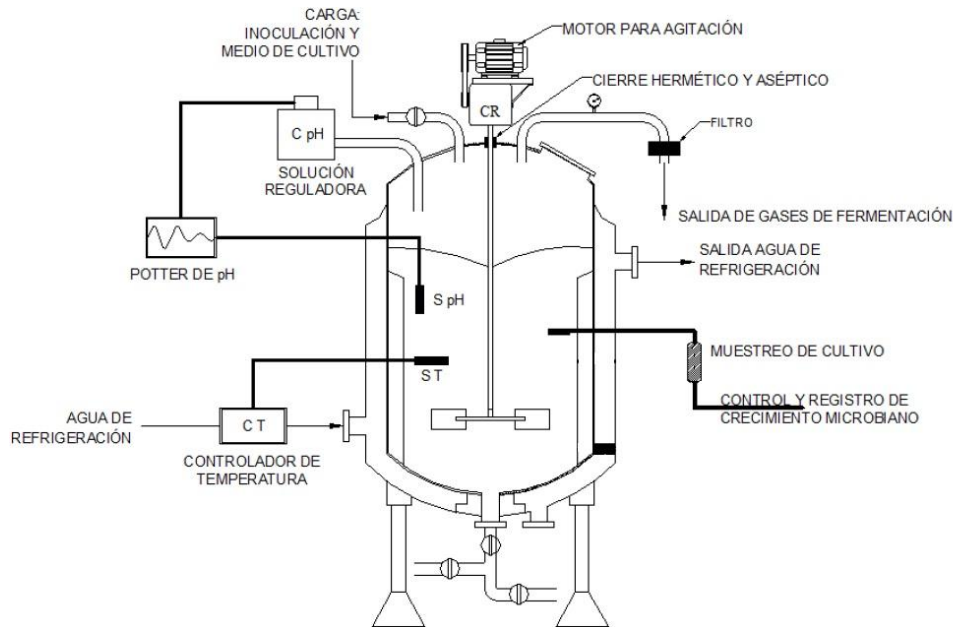 CARGA:
INOCULACIÓN Y
MEDIO DE CULTIVO
MOTOR PARA AGITACIÓN
CIERRE HERMÉTICO Y ASÉPTICO
CR
FILTRO
C pH
SOLUCIÓN
REGULADORA
SALIDA DE GASES DE FERMENTACIÓN
SALIDA AGUA DE
REFRIGERACIÓN
POTTER DE pH
S pH
MUESTREO DE CULTIVO
S T
CONTROL Y REGISTRO DE
CRECIMIENTO MICROBIANO
AGUA DE
REFRIGERACIÓN
C T
CONTROLADOR DE
TEMPERATURA